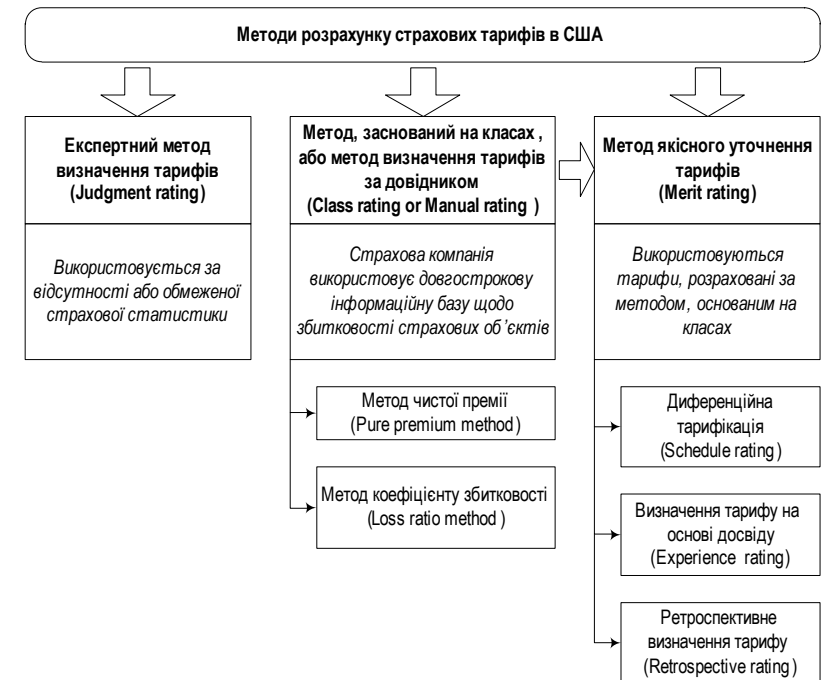 Методи розрахунку страхових тарифів в США
Експертний метод
визначення тарифів
(Judgment rating)
Використовується за
відсутності або обмеженої
страхової статистики
Метод, заснований на класах ,
або метод визначення тарифів
за довідником
(Class rating or Manual rating )
Страхова компанія
використовує довгострокову
інформаційну базу щодо
збитковості страхових об’єктів
Метод чистої премії
(Pure premium method )
Метод коефіцієнту збитковості
(Loss ratio method )
Метод якісного уточнення
тарифів
(Merit rating)
Використовуються
тарифи, розраховані за
методом, основаним на
класах
Диференційна
тарифікація
(Schedule rating )
Визначення тарифу на
основі досвіду
(Experience rating)
Ретроспективне
визначення тарифу
(Retrospective rating )